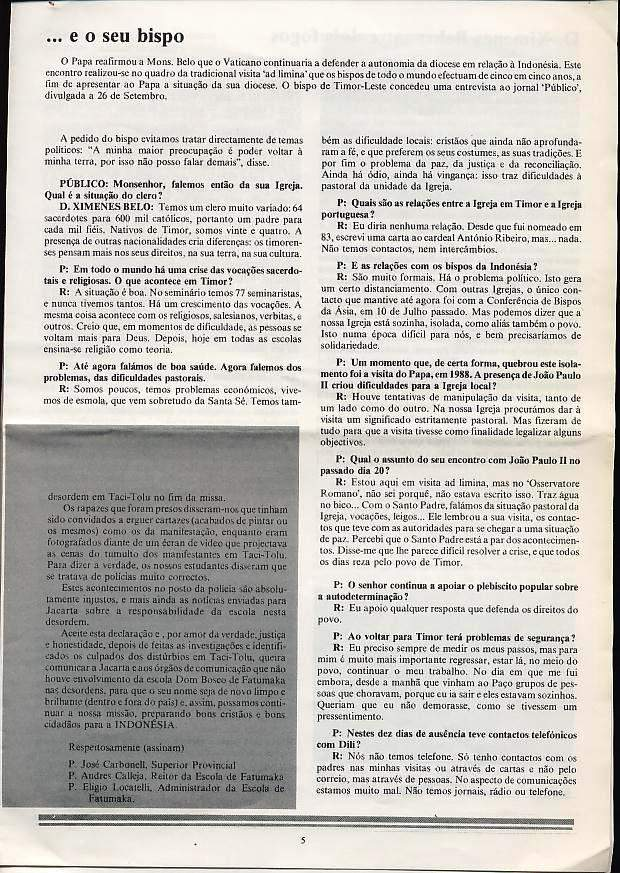 ... e o seu bispo
O Papa reafirmou a Mons. Belo que o Vaticano continuaria a defender a autonomia da diocese em relação à Indonésia. Este
encontro realizou-se no quadro da tradicional visita 'ad limina' que os bispos de todo o mundo efectuam de cinco em cinco anos, a
fim de apresentar ao Papa a situação da sua diocese. O bispo de Timor-Leste concedeu uma entrevista ao jornal 'Público',
divulgada a 26 de Setembro.
A pedido do bispo evitamos tratar directamente de temas
políticos: "A minha maior preocupação é poder voltar à
minha terra, por isso não posso falar demais", disse.
PÚBLICO: Monsenhor, falemos então da sua Igreja.
Qual é a situação do clero?
D. XIMENES BELO: Temos um clero muito variado: 64
sacerdotes para 600 mil católicos, portanto um padre para
cada mil fiéis. Nativos de Timor, somos vinte e quatro. A
presença de outras nacionalidades cria diferenças: os timoren-
ses pensam mais nos seus direitos, na sua terra, na sua cultura.
P: Em todo o mundo há uma crise das vocações sacerdo-
tais e religiosas. O que acontece em Timor?
R: A situação é boa. No seminário temos 77 seminaristas,
e nunca tivemos tantos. Há um crescimento das vocações. A
mesma coisa acontece com os religiosos, salesianos, verbitas, e
outros. Creio que, em momentos de dificuldade, as pessoas se
voltam mais para Deus. Depois, hoje em todas as escolas
ensina-se religião como teoria.
P: Até agora falámos de boa saúde. Agora falemos dos
problemas, das dificuldades pastorais.
R: Somos poucos, temos problemas económicos, vive-
mos de esmola, que vem sobretudo da Santa Sé. Temos tam-
desordem em Taci-Tolu no fim da missa.
Os rapazes que foram presos disseram-nos que tinham
sido convidados a erguer cartazes (acabados de pintar ou
os mesmos) como os da manifestação, enquanto eram
fotografados diante de um écran de video que projectava
as cenas do tumulto dos manifestantes em Taci-Tolu.
Para dizer a verdade, os nossos estudantes disseram que
se tratava de polícias muito correctos.
Estes acontecimentos no posto da polícia são absolu-
tamente injustos, e mais ainda as notícias enviadas para
Jacarta sobre a responsabilidade da escola nesta
desordem.
Aceite esta declaração e, por amor da verdade, justiça
e honestidade, depois de feitas as investigações e identifi-
cados os culpados dos distúrbios em Taci-Tolu, queira
comunicar a Jacarta e aos órgãos de comunicação que não
houve envolvimento da escola Dom Bosco de Fatumaka
nas desordens, para que o seu nome seja de novo limpo e
brilhante (dentro e fora do país) e, assim, possamos conti-
nuar a nossa missão, preparando bons cristãos e bons
cidadãos para a INDONÉSIA.
Respeitosamente (assinam)
P. José Carbonell, Superior Provincial
P. Andres Calleja, Reitor da Escola de Fatumaka
P. Eligio Locatelli, Administrador da Escola de
Fatumaka.
bém as dificuldade locais: cristãos que ainda não aprofunda-
ram a fé, e que preferem os seus costumes, as suas tradições. E
por fim o problema da paz, da justiça e da reconciliação.
Ainda há ódio, ainda há vingança: isso traz dificuldades à
pastoral da unidade da Igreja.
P: Quais são as relações entre a Igreja em Timor e a Igreja
portuguesa?
R: Eu diria nenhuma relação. Desde que fui nomeado em
83, escrevi uma carta ao cardeal António Ribeiro, mas... nada.
Não temos contactos, nem intercâmbios.
P: E as relações com os bispos da Indonésia?
R: São muito formais. Há o problema político. Isto gera
um certo distanciamento. Com outras Igrejas, o único con-
tacto que mantive até agora foi com a Conferência de Bispos
da Ásia, em 10 de Julho passado. Mas podemos dizer que a
nossa Igreja está sozinha, isolada, como aliás também o povo.
Isto numa época difícil para nós, e bem precisaríamos de
solidariedade.
P: Um momento que, de certa forma, quebrou este isola-
mento foi a visita do Papa, em 1988. A presença de João Paulo
II criou dificuldades para a Igreja local?
R: Houve tentativas de manipulação da visita, tanto de
um lado como do outro. Na nossa Igreja procurámos dar à
visita um significado estritamente pastoral. Mas fizeram de
tudo para que a visita tivesse como finalidade legalizar alguns
objectivos.
P: Qual o assunto do seu encontro com João Paulo II no
passado dia 20?
R: Estou aqui em visita ad limina, mas no 'Osservatore
Romano', não sei porquê, não estava escrito isso. Traz água
no bico... Com o Santo Padre, falámos da situação pastoral da
Igreja, vocações, leigos... Ele lembrou a sua visita, os contac-
tos que teve com as autoridades para se chegar a uma situação
de paz. Percebi que o Santo Padre está a par dos acontecimen-
tos. Disse-me que lhe parece difícil resolver a crise, e que todos
os dias reza pelo povo de Timor.
P: O senhor continua a apoiar o plebiscito popular sobre
a autodeterminação?
R: Eu apoio qualquer resposta que defenda os direitos do
povo.
P: Ao voltar para Timor terá problemas de segurança?
R: Eu preciso sempre de medir os meus passos, mas para
mim é muito mais importante regressar, estar lá, no meio do
povo, continuar o meu trabalho. No dia em que me fui
embora, desde a manhã que vinham ao Paço grupos de pes-
soas que choravam, porque eu ia sair e eles estavam sozinhos.
Queriam que eu não demorasse, como se tivessem um
pressentimento.
P: Nestes dez dias de ausência teve contactos telefónicos
com Dili?
R: Nós não temos telefone. Só tenho contactos com os
padres nas minhas visitas ou através de cartas e não pelo
correio, mas através de pessoas. No aspecto de comunicações
estamos muito mal. Não temos jornais, rádio ou telefone.
5